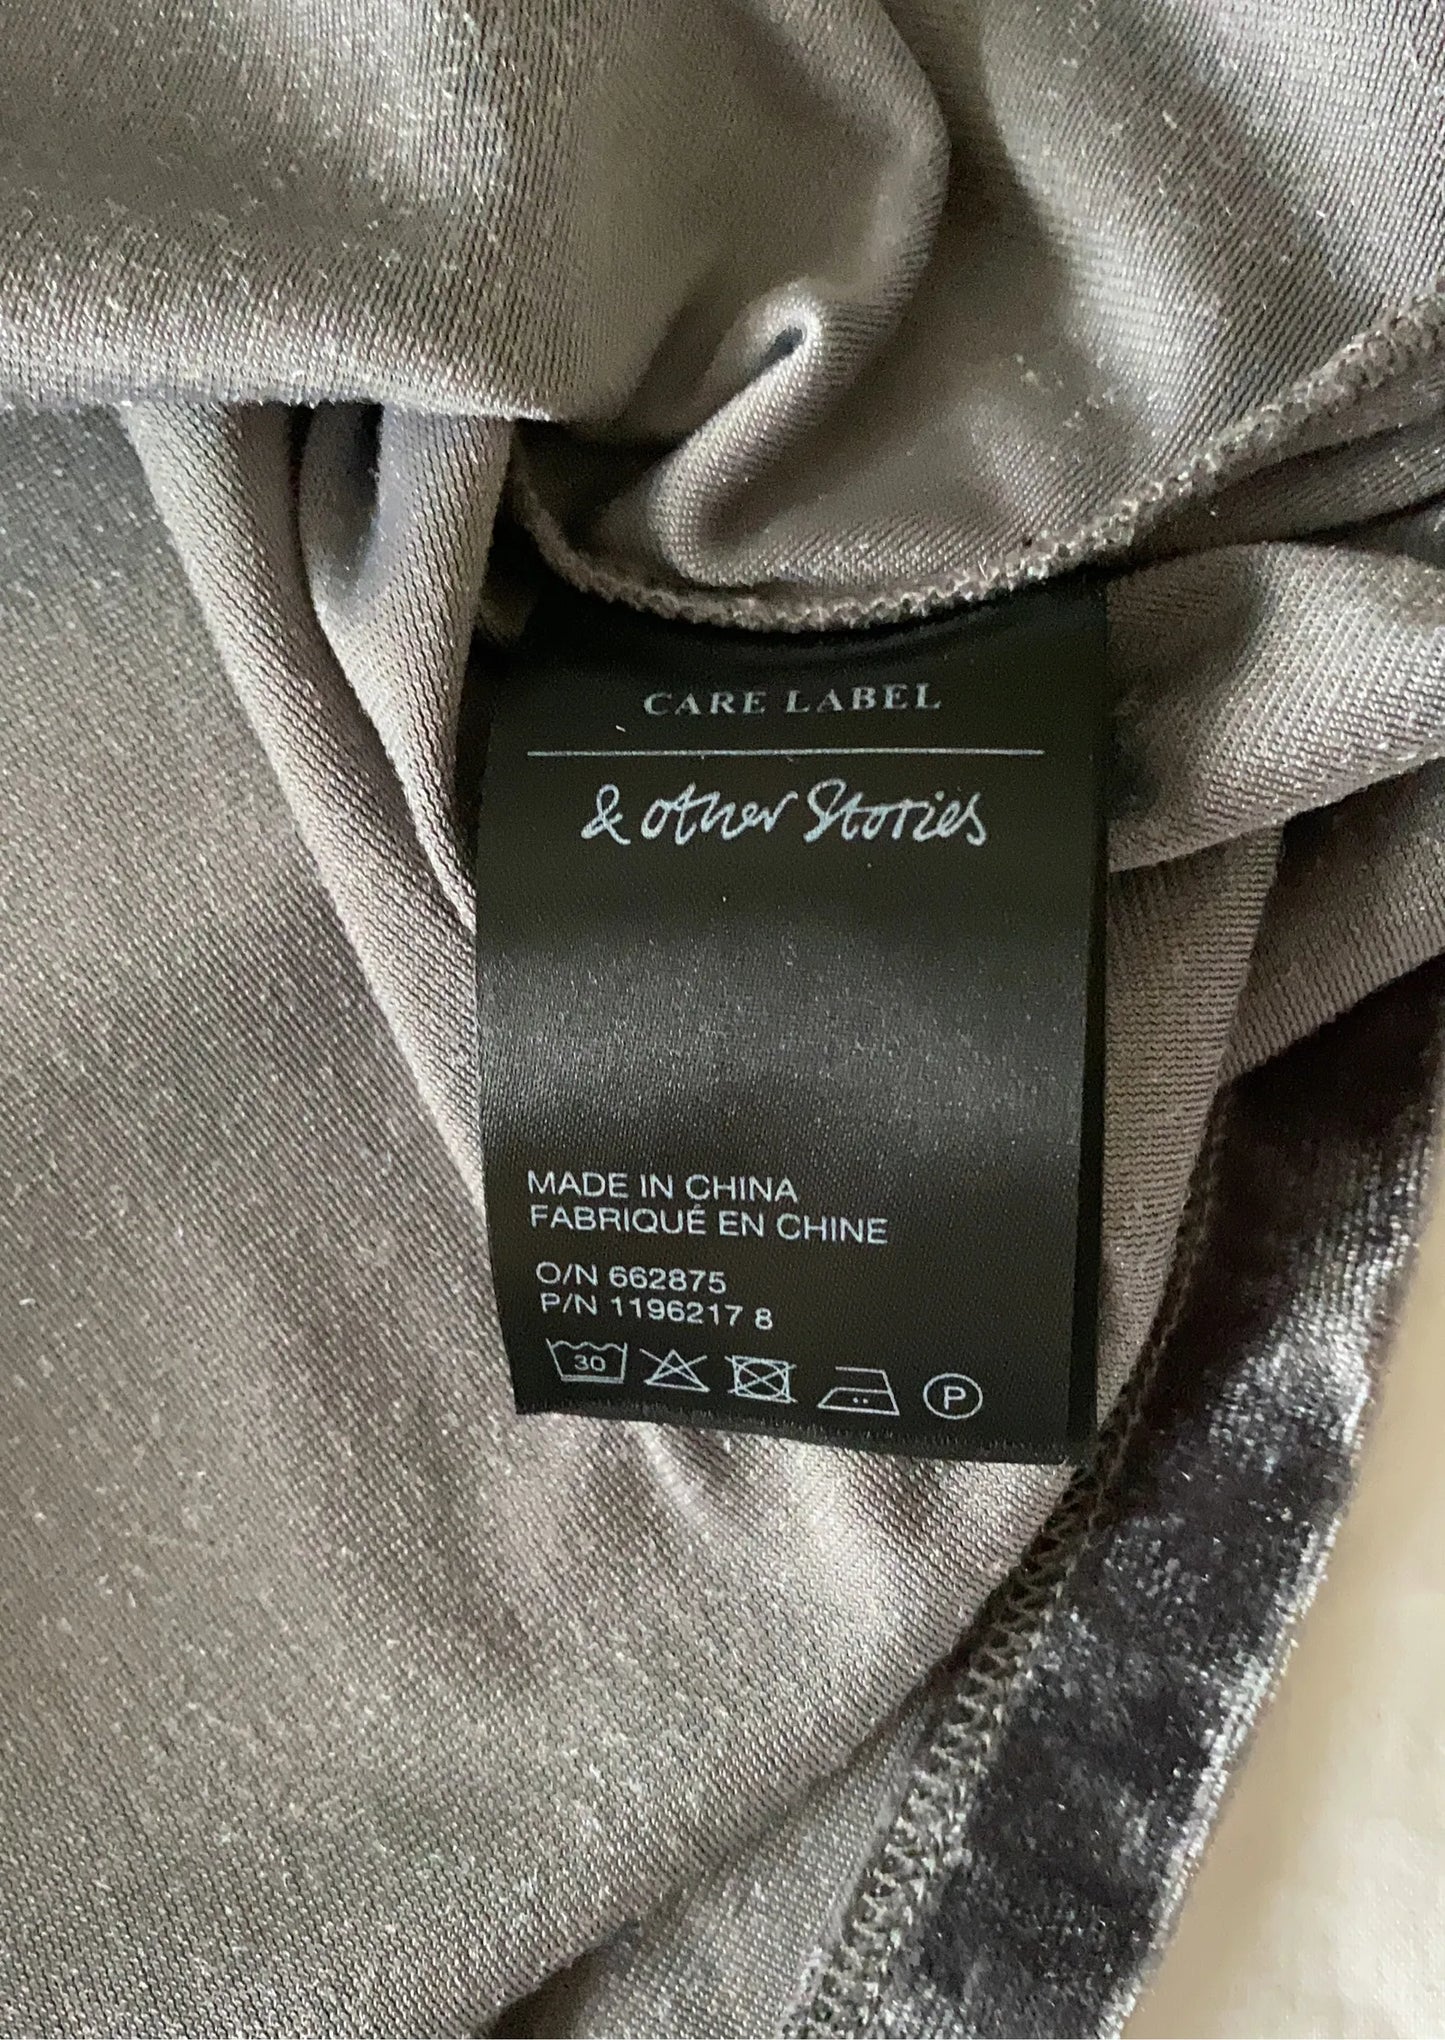 CARE LABEL
& other Stories
MADE IN CHINA
FABRIQUÉ EN CHINE
O/N 662875
P/N 1196217 8
30 P